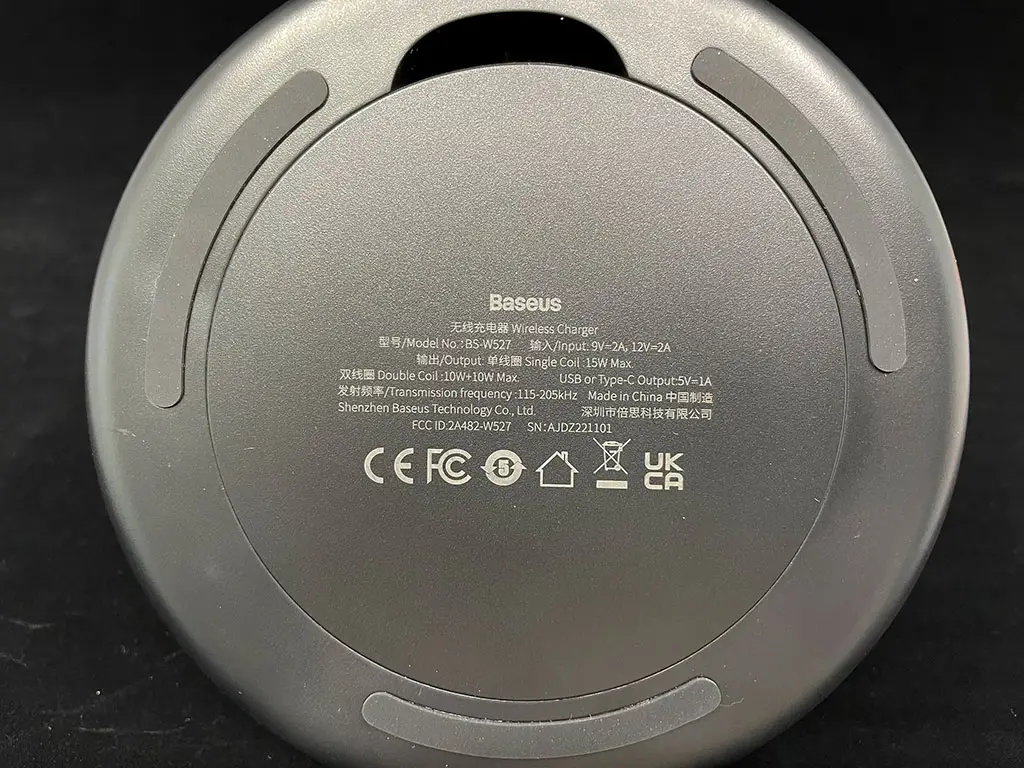 Baseus
无线充电器 Wireless Charger
型号/Model No.:BS-W527 输入/Input: 9V=2A, 12V=2A
输出/Output: 单线圈 Single Coil :15W Max.
双线圈 Double Coil :10W+10W Max. USB or Type-C Output:5V=1A
发射频率/Transmission frequency :115-205kHz Made in China 中国制造
Shenzhen Baseus Technology Co., Ltd. 深圳市倍思科技有限公司
FCC ID:2A482-W527 SN:AJDZ221101
CE FC 5 UK
CA